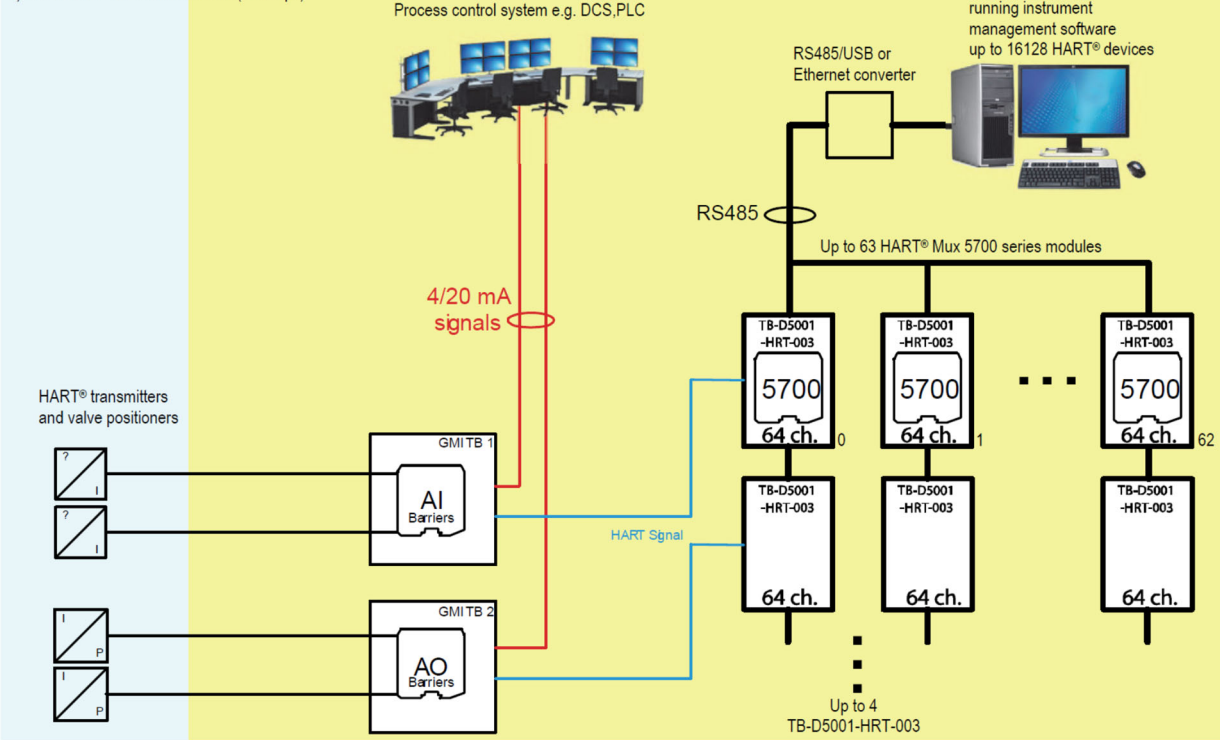 Process control system e.g. DCS,PLC
running instrument
management software
up to 16128 HART® devices
RS485/USB or
Ethernet converter
RS485
Up to 63 HART® Mux 5700 series modules
4/20 mA
signals
TB-D5001
-HRT-003
5700
64 ch.
0
TB-D5001
-HRT-003
5700
64 ch.
1
TB-D5001
-HRT-003
5700
64 ch.
62
HART® transmitters
and valve positioners
?
I
?
I
GMI TB 1
AI
Barriers
HART Signal
TB-D5001
-HRT-003
64 ch.
TB-D5001
-HRT-003
64 ch.
TB-D5001
-HRT-003
64 ch.
I
P
I
P
GMI TB 2
AO
Barriers
Up to 4
TB-D5001-HRT-003